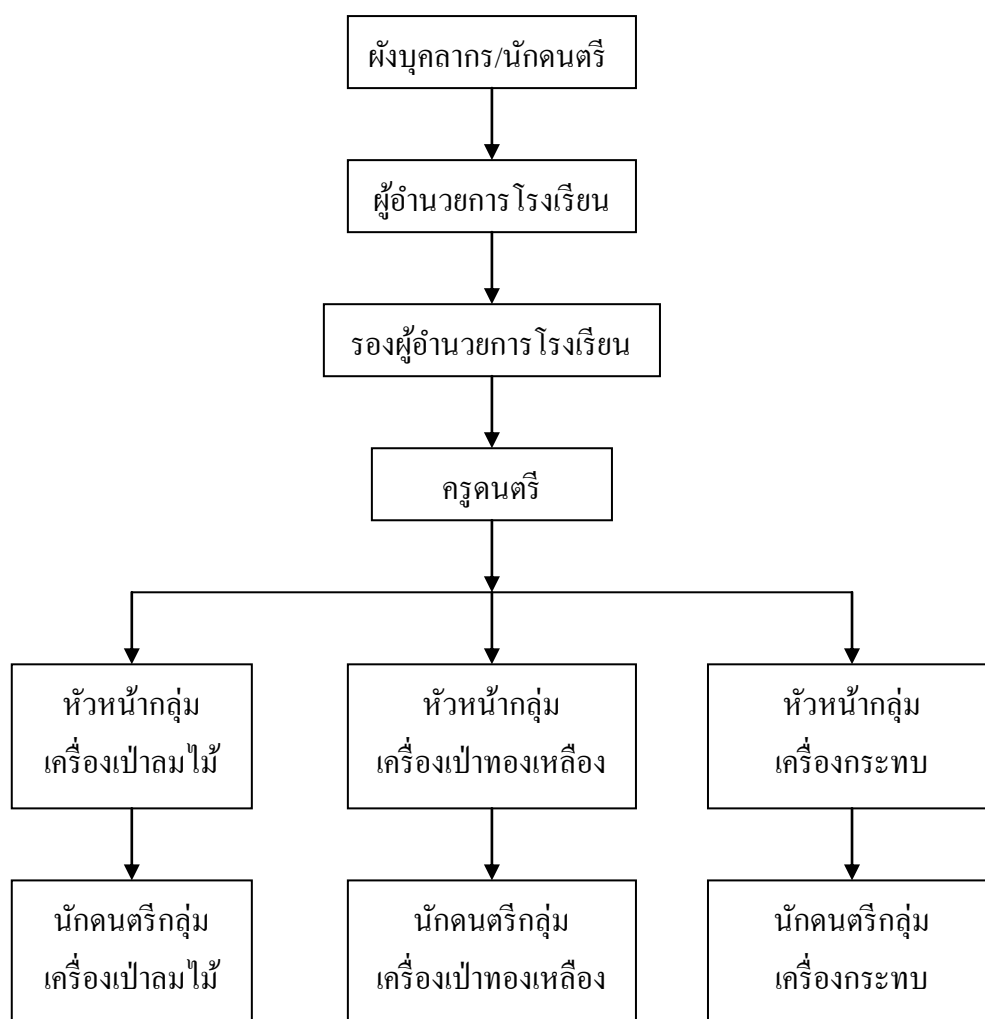 ผังบุคลากร/นักดนตรี
ผู้อำนวยการโรงเรียน
รองผู้อำนวยการโรงเรียน
ครูดนตรี
หัวหน้ากลุ่ม
เครื่องเป่าลมไม้
หัวหน้ากลุ่ม
เครื่องเป่าทองเหลือง
หัวหน้ากลุ่ม
เครื่องกระทบ
นักดนตรีกลุ่ม
เครื่องเป่าลมไม้
นักดนตรีกลุ่ม
เครื่องเป่าทองเหลือง
นักดนตรีกลุ่ม
เครื่องกระทบ